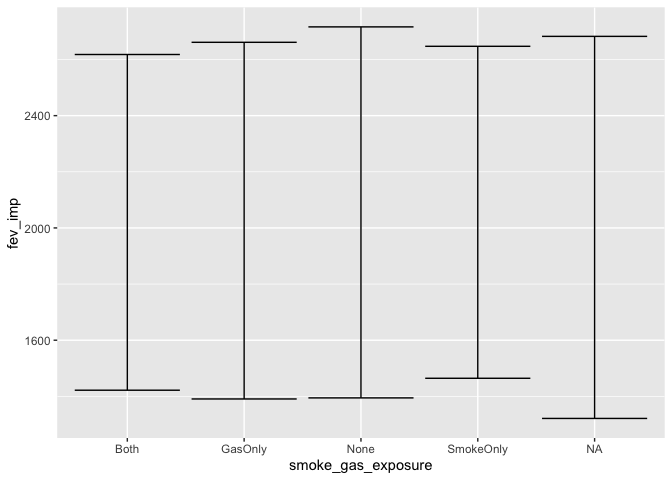 fev_imp
2400
2000
1600
Both GasOnly None SmokeOnly NA
smoke_gas_exposure